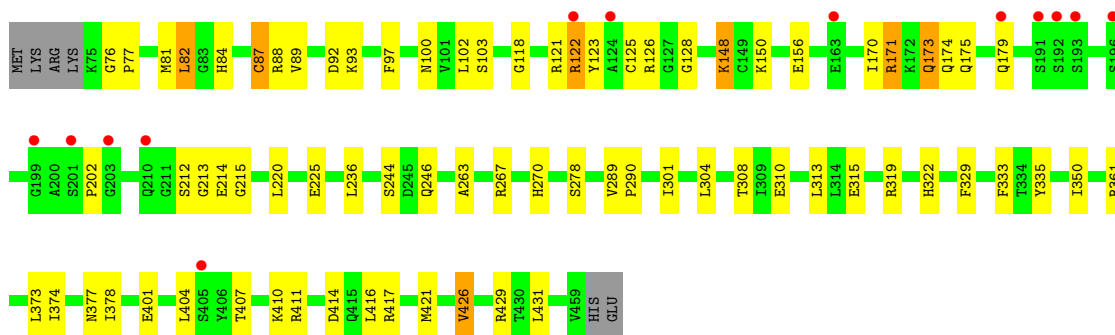 MET LYS ARG LYS K75 G76 P77 M81 L82 G83 H84 C87 R88 V89 D92 K93 F97 N100 V101 L102 S103 G118 R121 R122 Y123 A124 C125 R126 G127 G128 K148 C149 K150 E156 E163 I170 R171 K172 Q173 Q174 Q175 Q179 S191 S192 S193 S196
G199 A200 S201 P202 G203 Q210 G211 S212 G213 E214 G215 L220 E225 L236 S244 D245 Q246 A263 R267 H270 S278 V289 P290 I301 L304 T308 I309 E310 L313 L314 E315 R319 H322 F329 F333 T334 Y335 I350
L373 I374 N377 I378 E401 L404 S405 Y406 T407 K410 R411 D414 Q415 L416 R417 M421 V426 R429 T430 L431 V459 HIS GLU